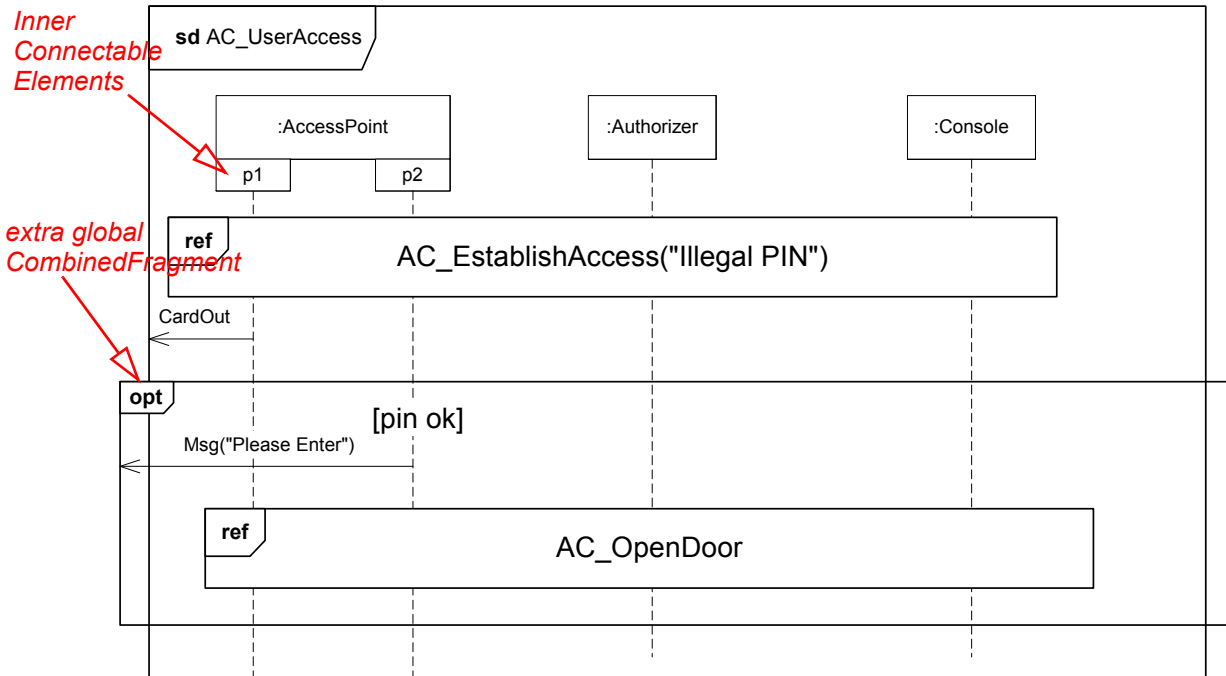 Inner
Connectable
Elements
sd AC_UserAccess
:AccessPoint
:Authorizer
:Console
p1
p2
extra global
CombinedFragment
ref
AC_EstablishAccess("Illegal PIN")
CardOut
opt
[pin ok]
Msg("Please Enter")
ref
AC_OpenDoor